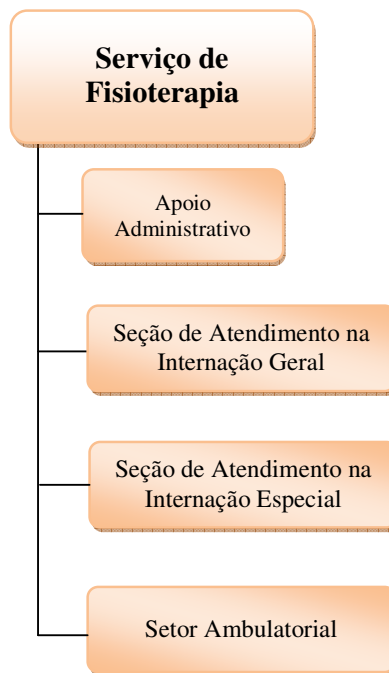 Serviço de
Fisioterapia
Apoio
Administrativo
Seção de Atendimento na
Internação Geral
Seção de Atendimento na
Internação Especial
Setor Ambulatorial